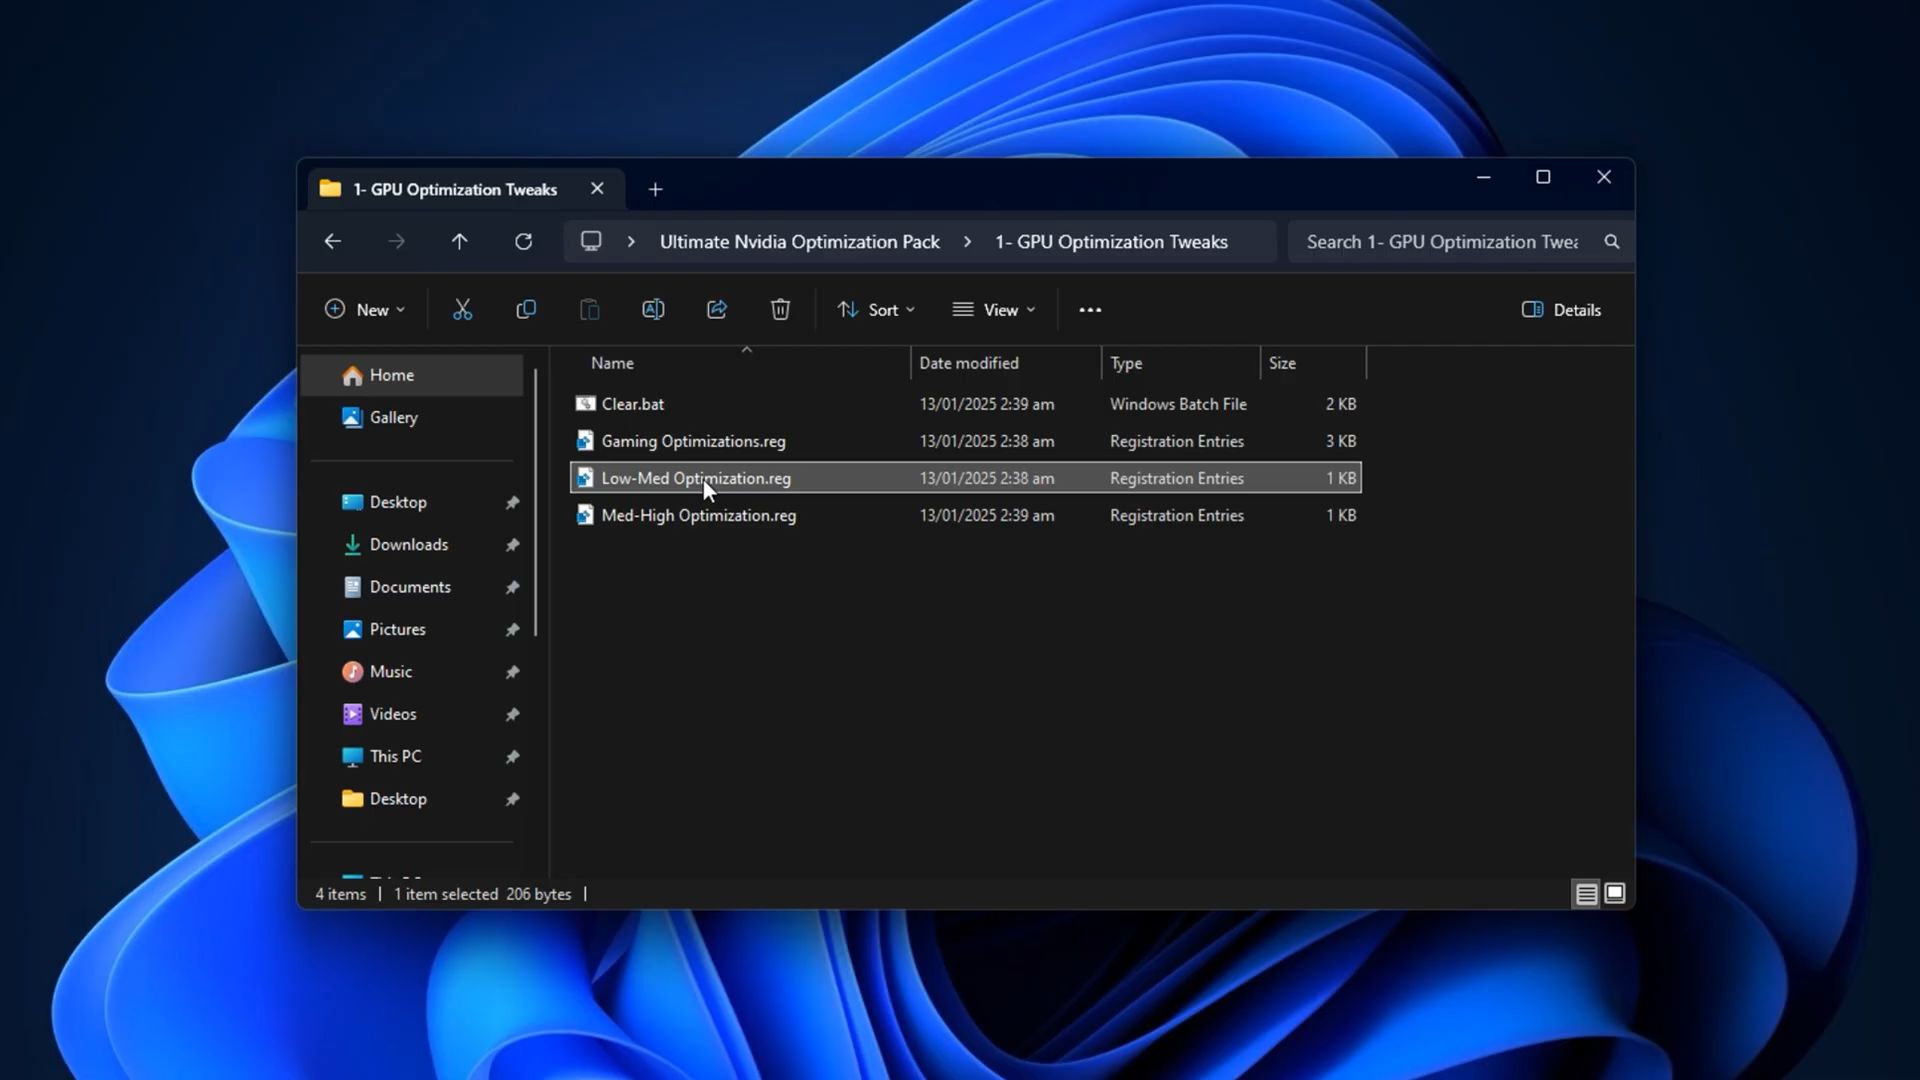 1- GPU Optimization Tweaks
Ultimate Nvidia Optimization Pack > 1- GPU Optimization Tweaks
Search 1- GPU Optimization Twea
New
Sort
View
Details
Name Date modified Type Size
Clear.bat 13/01/2025 2:39 am Windows Batch File 2 KB
Gaming Optimizations.reg 13/01/2025 2:38 am Registration Entries 3 KB
Low-Med Optimization.reg 13/01/2025 2:38 am Registration Entries 1 KB
Med-High Optimization.reg 13/01/2025 2:39 am Registration Entries 1 KB
Home
Gallery
Desktop
Downloads
Documents
Pictures
Music
Videos
This PC
Desktop
4 items | 1 item selected 206 bytes |